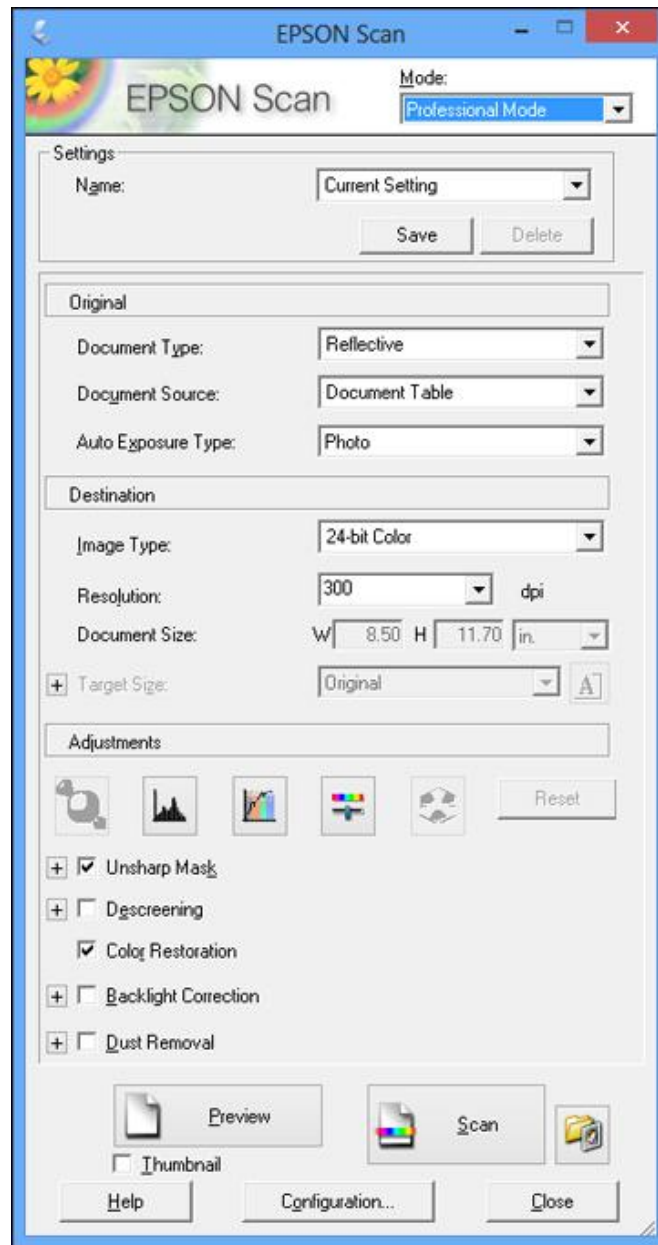 EPSON Scan
EPSON Scan
Mode:
Professional Mode
Settings
Name: Current Setting
Save Delete
Original
Document Type: Reflective
Document Source: Document Table
Auto Exposure Type: Photo
Destination
Image Type: 24-bit Color
Resolution: 300 dpi
Document Size: W 8.50 H 11.70 in.
Target Size: Original A
Adjustments
Reset
Unsharp Mask
Descreening
Color Restoration
Backlight Correction
Dust Removal
Preview Scan
Thumbnail
Help Configuration... Close